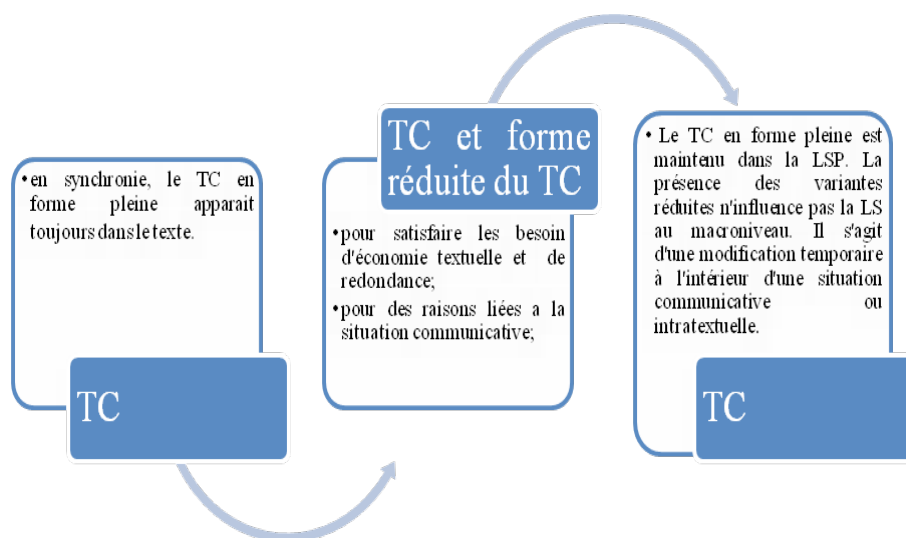 •en synchronie, le TC en
forme pleine apparait
toujours dans le texte.
TC
TC et forme
réduite du TC
•pour satisfaire les besoin
d'économie textuelle et de
redondance;
•pour des raisons liées a la
situation communicative;
• Le TC en forme pleine est
maintenu dans la LSP. La
présence des variantes
réduites n'influence pas la LS
au macroniveau. Il s'agit
d'une modification temporaire
à l'intérieur d'une situation
communicative ou
intratextuelle.
TC